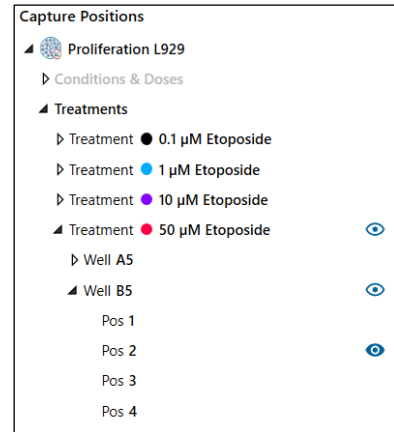 Capture Positions
Proliferation L929
Conditions & Doses
Treatments
Treatment 0.1 µM Etoposide
Treatment 1 µM Etoposide
Treatment 10 µM Etoposide
Treatment 50 µM Etoposide
Well A5
Well B5
Pos 1
Pos 2
Pos 3
Pos 4